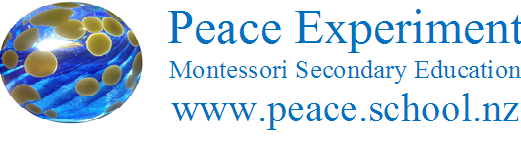 Peace Experiment
Montessori Secondary Education
www.peace.school.nz